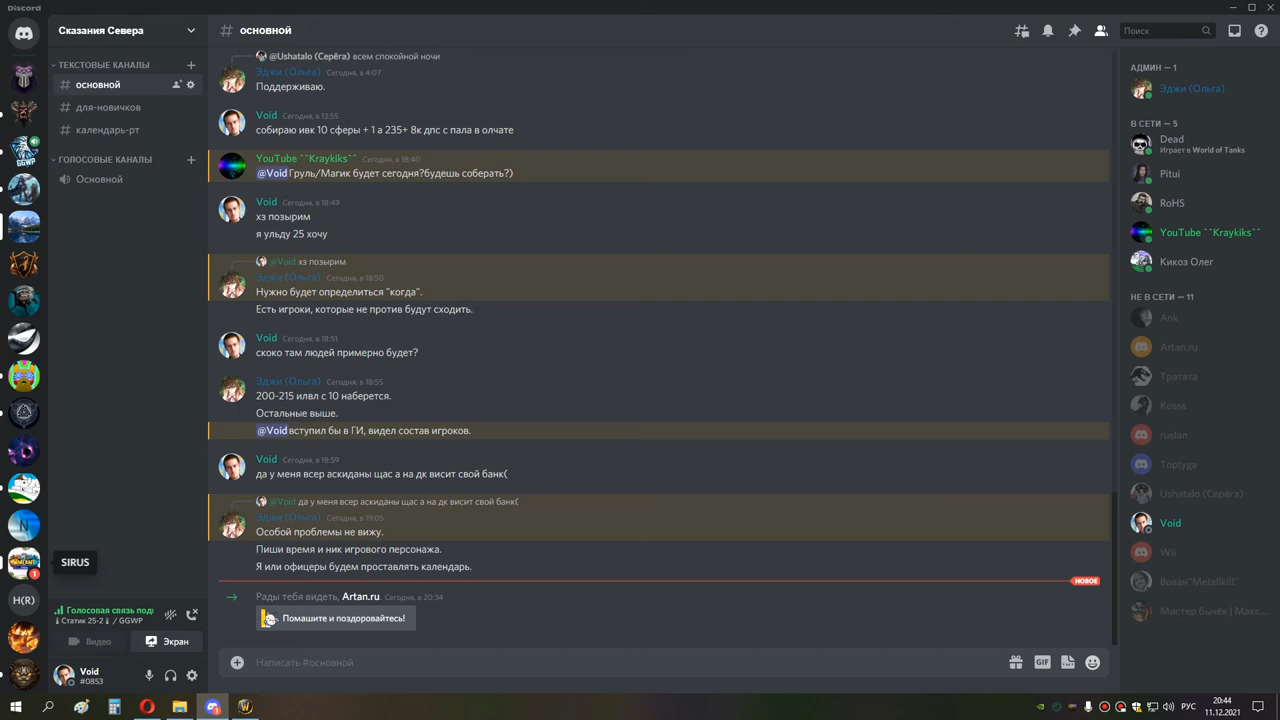 Discord
Сказания Севера
основной
Поиск
ТЕКСТОВЫЕ КАНАЛЫ
основной
для-новичков
календарь-рт
ГОЛОСОВЫЕ КАНАЛЫ
Основной
GGWP
SIRUS
1
H(R)
Голосовая связь под
Статик 25-2 / GGWP
Видео
Экран
Void
#0853
@Ushatalo (Серёга) всем спокойной ночи
Эджи (Ольга) Сегодня, в 4:07
Поддерживаю.
Void Сегодня, в 13:55
собираю ивк 10 сферы + 1 а 235+ 8к дпс с пала в олчате
YouTube ^^Kraykiks^^ Сегодня, в 18:40
@Void Груль/Магик будет сегодня?будешь соберать?)
Void Сегодня, в 18:49
хз позырим
я ульду 25 хочу
@Void хз позырим
Эджи (Ольга) Сегодня, в 18:50
Нужно будет определиться "когда".
Есть игроки, которые не против будут сходить.
Void Сегодня, в 18:51
скоко там людей примерно будет?
Эджи (Ольга) Сегодня, в 18:55
200-215 илвл с 10 наберется.
Остальные выше.
@Void вступил бы в ГИ, видел состав игроков.
Void Сегодня, в 18:59
да у меня всер аскиданы щас а на дк висит свой банк(
@Void да у меня всер аскиданы щас а на дк висит свой банк(
Эджи (Ольга) Сегодня, в 19:05
Особой проблемы не вижу.
Пиши время и ник игрового персонажа.
Я или офицеры будем проставлять календарь.
НОВОЕ
Рады тебя видеть, Artan.ru. Сегодня, в 20:34
Помашите и поздоровайтесь!
Написать #основной
GIF
АДМИН — 1
Эджи (Ольга)
В СЕТИ — 5
Dead
Играет в World of Tanks
Pitui
RoHS
YouTube ^^Kraykiks^^
Кикоз Олег
НЕ В СЕТИ — 11
Ank
Artan.ru
Тратата
Kosss
ruslan
Toptyga
Ushatalo (Серёга)
Void
Wii
Вован"Metallkill"
Мистер бычёк | Макс...
РУС
20:44
11.12.2021